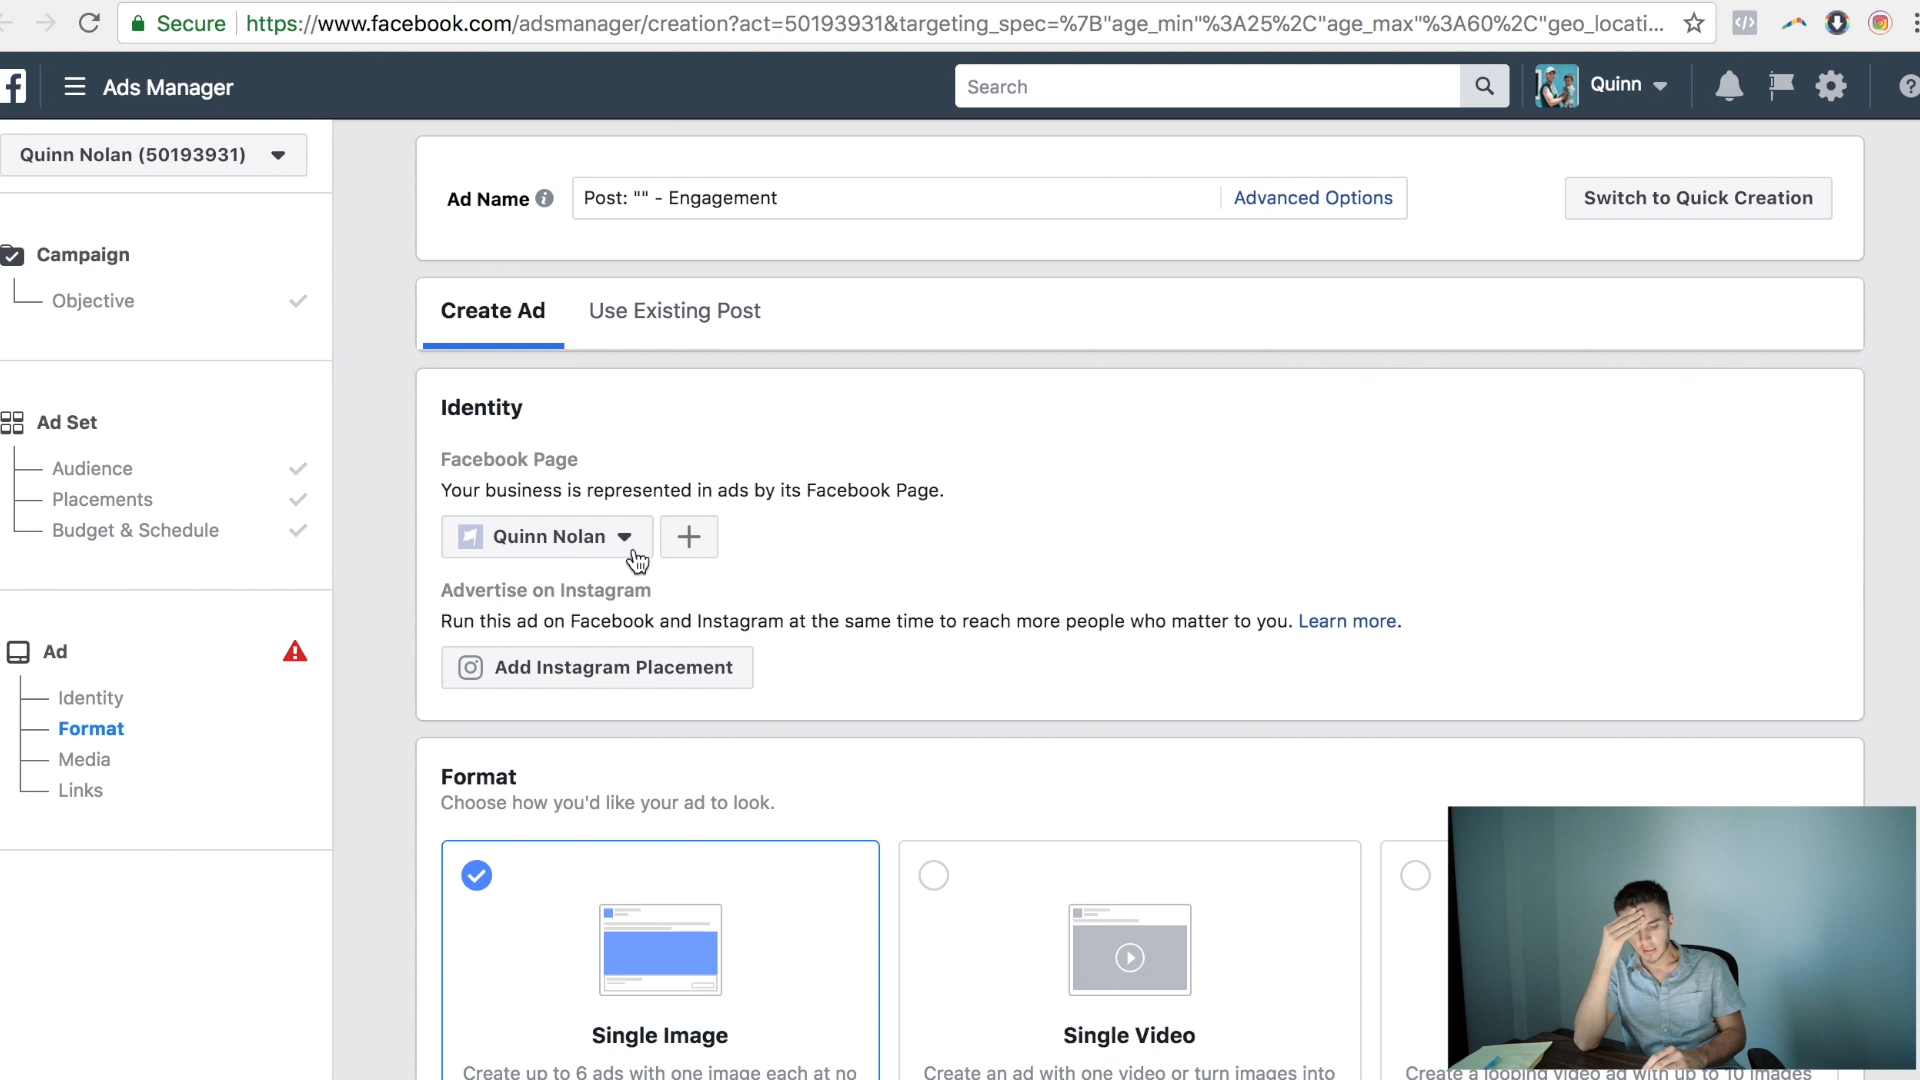 Secure https://www.facebook.com/adsmanager/creation?act=50193931&targeting_spec=%7B"age_min"%3A25%2C"age_max"%3A60%2C"geo_locati...
Ads Manager
Search
Quinn
Quinn Nolan (50193931)
Campaign
Objective
Ad Set
Audience
Placements
Budget & Schedule
Ad
Identity
Format
Media
Links
Ad Name
Post: "" - Engagement
Advanced Options
Switch to Quick Creation
Create Ad
Use Existing Post
Identity
Facebook Page
Your business is represented in ads by its Facebook Page.
Quinn Nolan
Advertise on Instagram
Run this ad on Facebook and Instagram at the same time to reach more people who matter to you. Learn more.
Add Instagram Placement
Format
Choose how you'd like your ad to look.
Single Image
Create up to 6 ads with one image each at no
Single Video
Create an ad with one video or turn images into
Create a looping video ad with up to 10 images